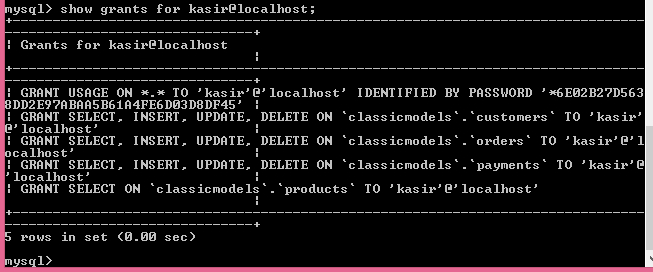 mysql> show grants for kasir@localhost;
+-------------------------------------------------------------------------------
-------------------------------+
| Grants for kasir@localhost
                               |
+-------------------------------------------------------------------------------
-------------------------------+
| GRANT USAGE ON *.* TO 'kasir'@'localhost' IDENTIFIED BY PASSWORD '*6E02B27D563
8DD2E97ABAA5B61A4FE6D03D8DF45' |
| GRANT SELECT, INSERT, UPDATE, DELETE ON `classicmodels`.`customers` TO 'kasir'
@'localhost'                   |
| GRANT SELECT, INSERT, UPDATE, DELETE ON `classicmodels`.`orders` TO 'kasir'@'l
ocalhost'                      |
| GRANT SELECT, INSERT, UPDATE, DELETE ON `classicmodels`.`payments` TO 'kasir'@
'localhost'                    |
| GRANT SELECT ON `classicmodels`.`products` TO 'kasir'@'localhost'
                               |
+-------------------------------------------------------------------------------
-------------------------------+
5 rows in set (0.00 sec)
mysql>